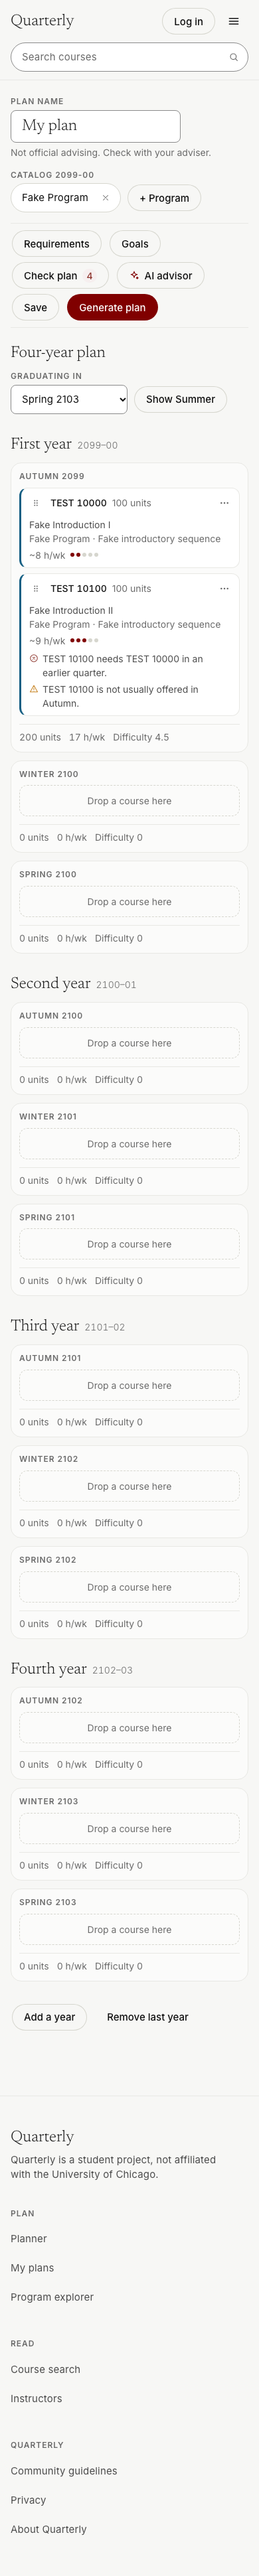 Quarterly
Log in
Search courses
PLAN NAME
My plan
Not official advising. Check with your adviser.
CATALOG 2099-00
Fake Program ×
+ Program
Requirements
Goals
Check plan 4
AI advisor
Save
Generate plan
Four-year plan
GRADUATING IN
Spring 2103
Show Summer
First year 2099–00
AUTUMN 2099
TEST 10000 100 units
Fake Introduction I
Fake Program · Fake introductory sequence
~8 h/wk
TEST 10100 100 units
Fake Introduction II
Fake Program · Fake introductory sequence
~9 h/wk
TEST 10100 needs TEST 10000 in an
earlier quarter.
TEST 10100 is not usually offered in
Autumn.
200 units 17 h/wk Difficulty 4.5
WINTER 2100
Drop a course here
0 units 0 h/wk Difficulty 0
SPRING 2100
Drop a course here
0 units 0 h/wk Difficulty 0
Second year 2100–01
AUTUMN 2100
Drop a course here
0 units 0 h/wk Difficulty 0
WINTER 2101
Drop a course here
0 units 0 h/wk Difficulty 0
SPRING 2101
Drop a course here
0 units 0 h/wk Difficulty 0
Third year 2101–02
AUTUMN 2101
Drop a course here
0 units 0 h/wk Difficulty 0
WINTER 2102
Drop a course here
0 units 0 h/wk Difficulty 0
SPRING 2102
Drop a course here
0 units 0 h/wk Difficulty 0
Fourth year 2102–03
AUTUMN 2102
Drop a course here
0 units 0 h/wk Difficulty 0
WINTER 2103
Drop a course here
0 units 0 h/wk Difficulty 0
SPRING 2103
Drop a course here
0 units 0 h/wk Difficulty 0
Add a year
Remove last year
Quarterly
Quarterly is a student project, not affiliated
with the University of Chicago.
PLAN
Planner
My plans
Program explorer
READ
Course search
Instructors
QUARTERLY
Community guidelines
Privacy
About Quarterly